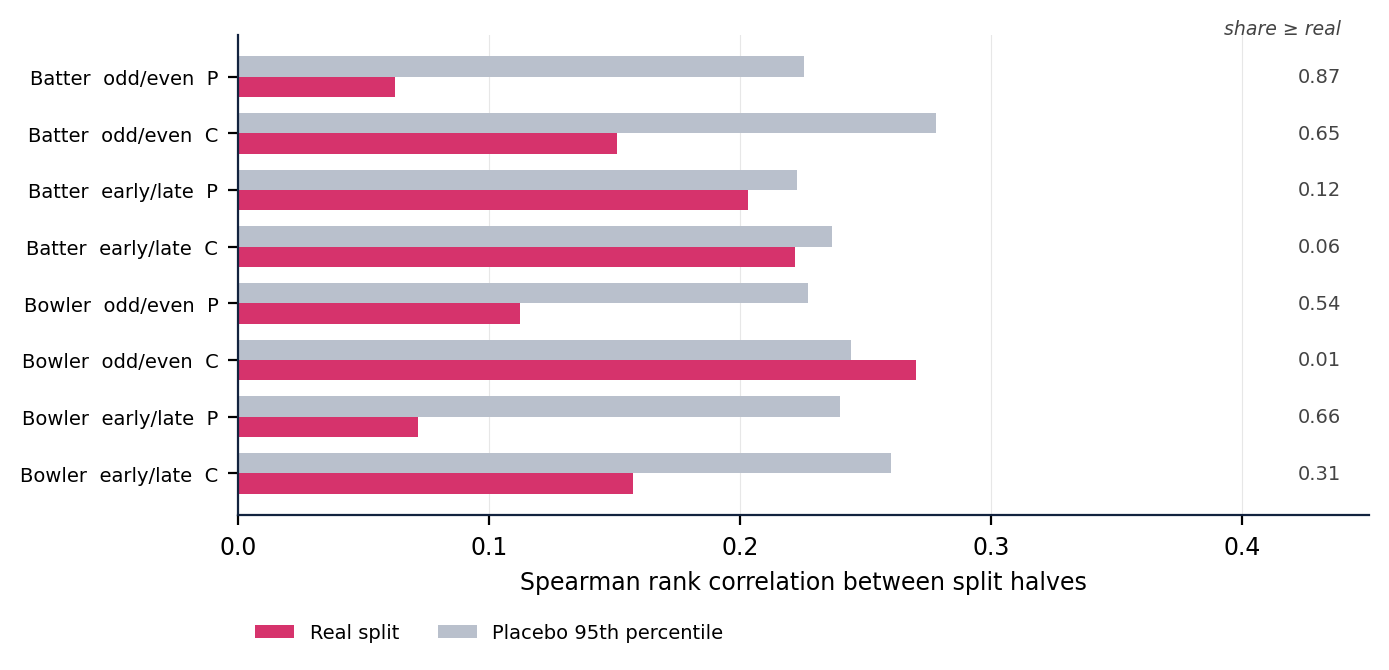 share ≥ real
Batter odd/even P 0.87
Batter odd/even C 0.65
Batter early/late P 0.12
Batter early/late C 0.06
Bowler odd/even P 0.54
Bowler odd/even C 0.01
Bowler early/late P 0.66
Bowler early/late C 0.31
0.0 0.1 0.2 0.3 0.4
Spearman rank correlation between split halves
Real split Placebo 95th percentile